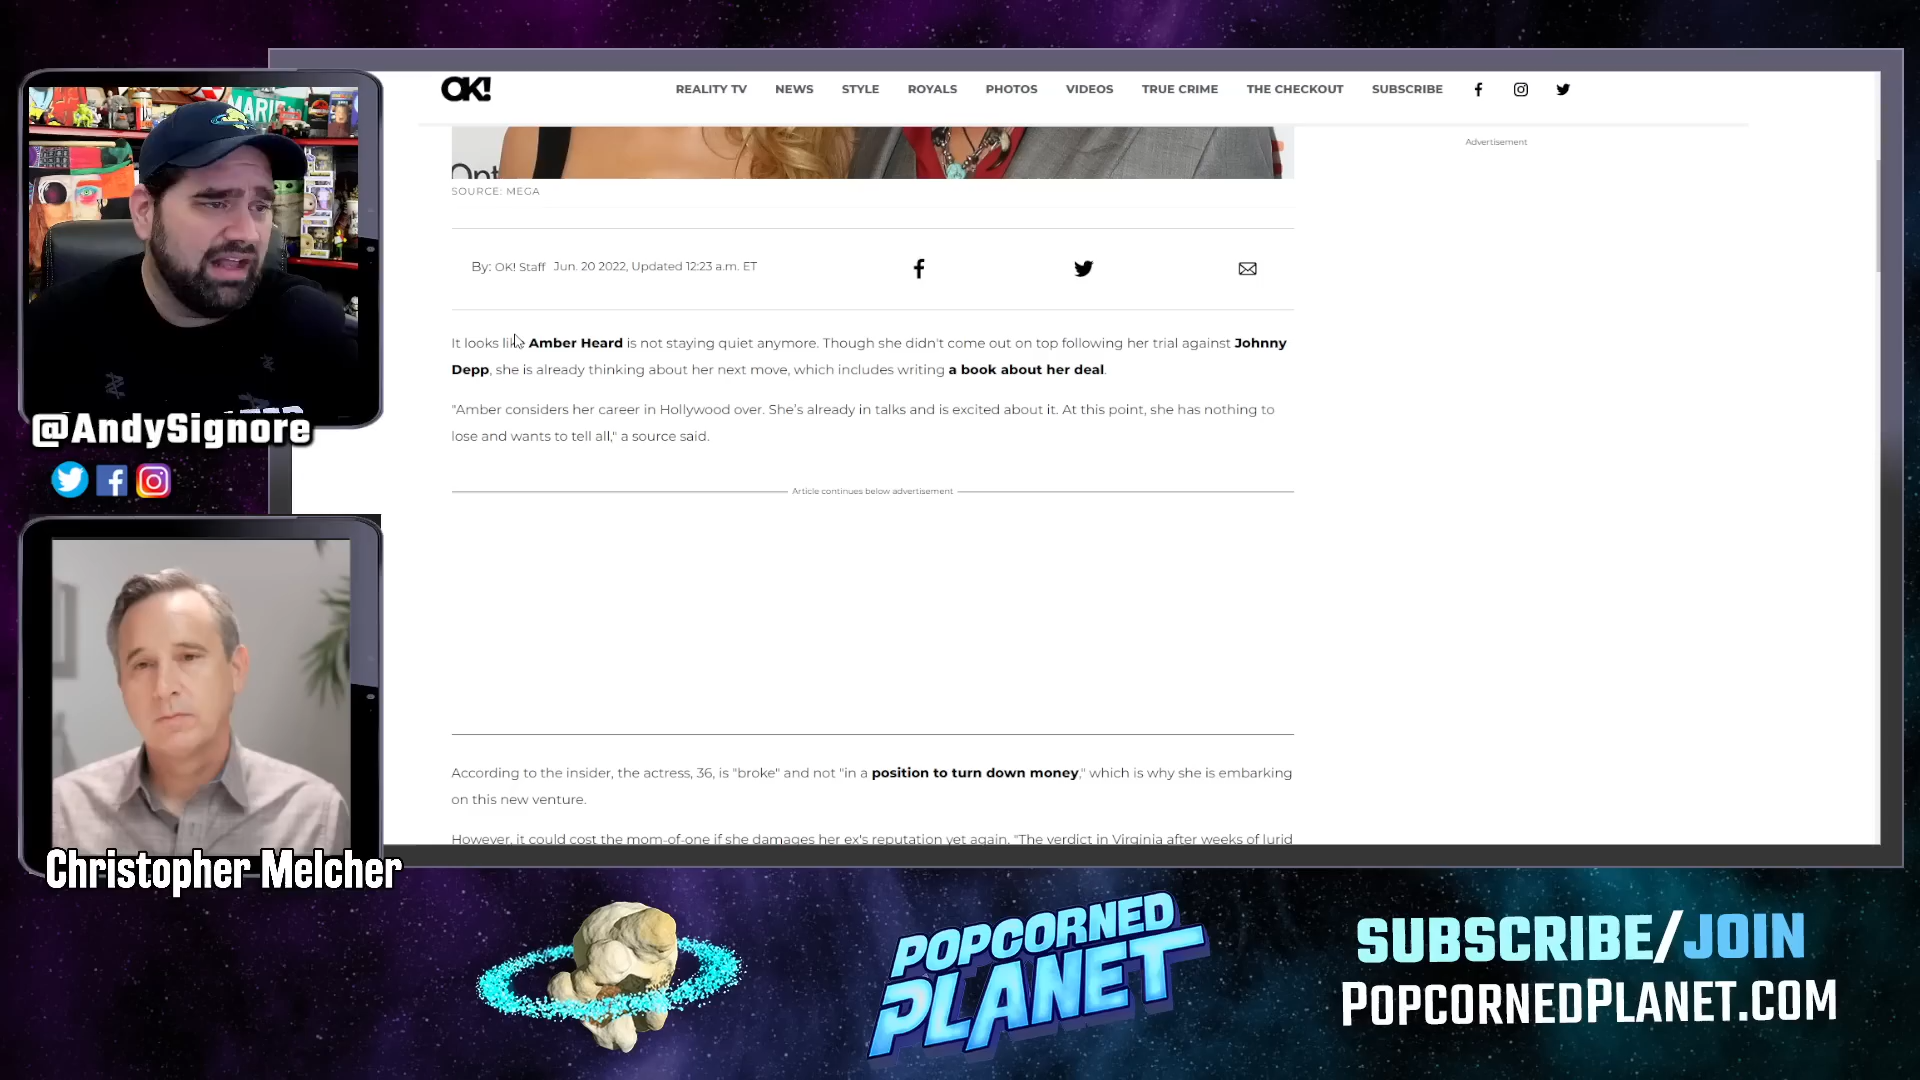 OK!
REALITY TV NEWS STYLE ROYALS PHOTOS VIDEOS TRUE CRIME THE CHECKOUT SUBSCRIBE
Advertisement
MARIE
Opt
SOURCE: MEGA
By: OK! Staff Jun. 20 2022, Updated 12:23 a.m. ET
It looks like Amber Heard is not staying quiet anymore. Though she didn't come out on top following her trial against Johnny
Depp, she is already thinking about her next move, which includes writing a book about her deal.
"Amber considers her career in Hollywood over. She's already in talks and is excited about it. At this point, she has nothing to
lose and wants to tell all," a source said.
Article continues below advertisement
According to the insider, the actress, 36, is "broke" and not "in a position to turn down money," which is why she is embarking
on this new venture.
However, it could cost the mom-of-one if she damages her ex's reputation yet again. "The verdict in Virginia after weeks of lurid
@AndySignore
Christopher Melcher
POPCORNED
PLANET
SUBSCRIBE/JOIN
POPCORNEDPLANET.COM